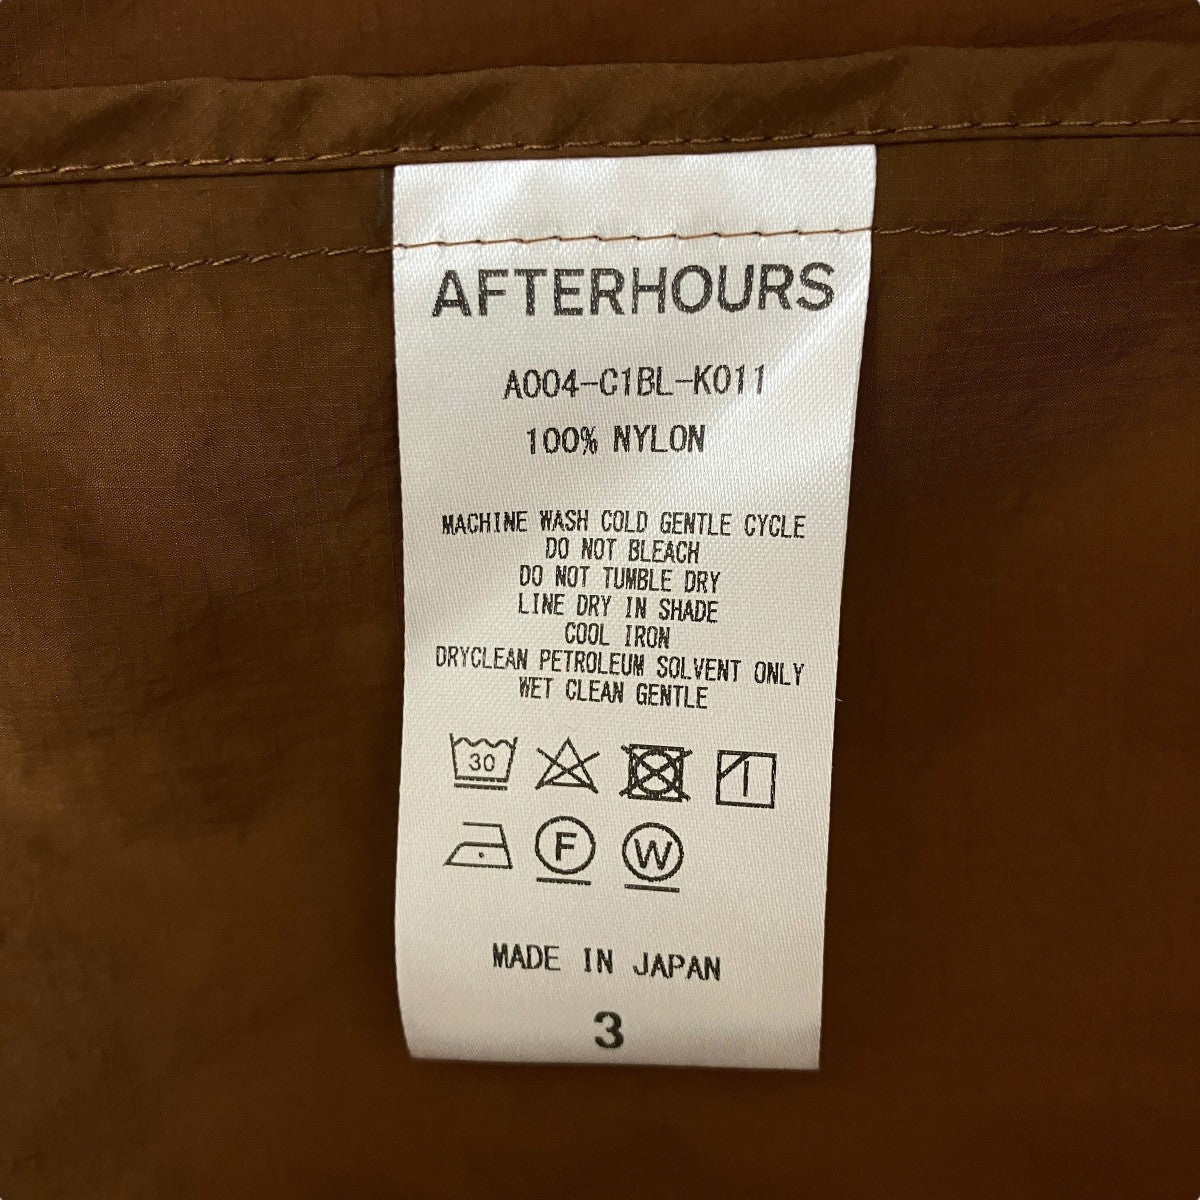 AFTERHOURS
A004-C1BL-K011
100% NYLON
MACHINE WASH COLD GENTLE CYCLE
DO NOT BLEACH
DO NOT TUMBLE DRY
LINE DRY IN SHADE
COOL IRON
DRYCLEAN PETROLEUM SOLVENT ONLY
WET CLEAN GENTLE
30
F W
MADE IN JAPAN
3